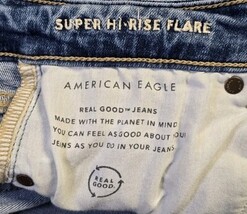 SUPER HI·RISE FLARE
AMERICAN EAGLE
REAL GOOD™ JEANS
MADE WITH THE PLANET IN MIND
YOU CAN FEEL AS GOOD ABOUT YOUR
JEANS AS YOU DO IN YOUR JEANS
REAL
GOOD.